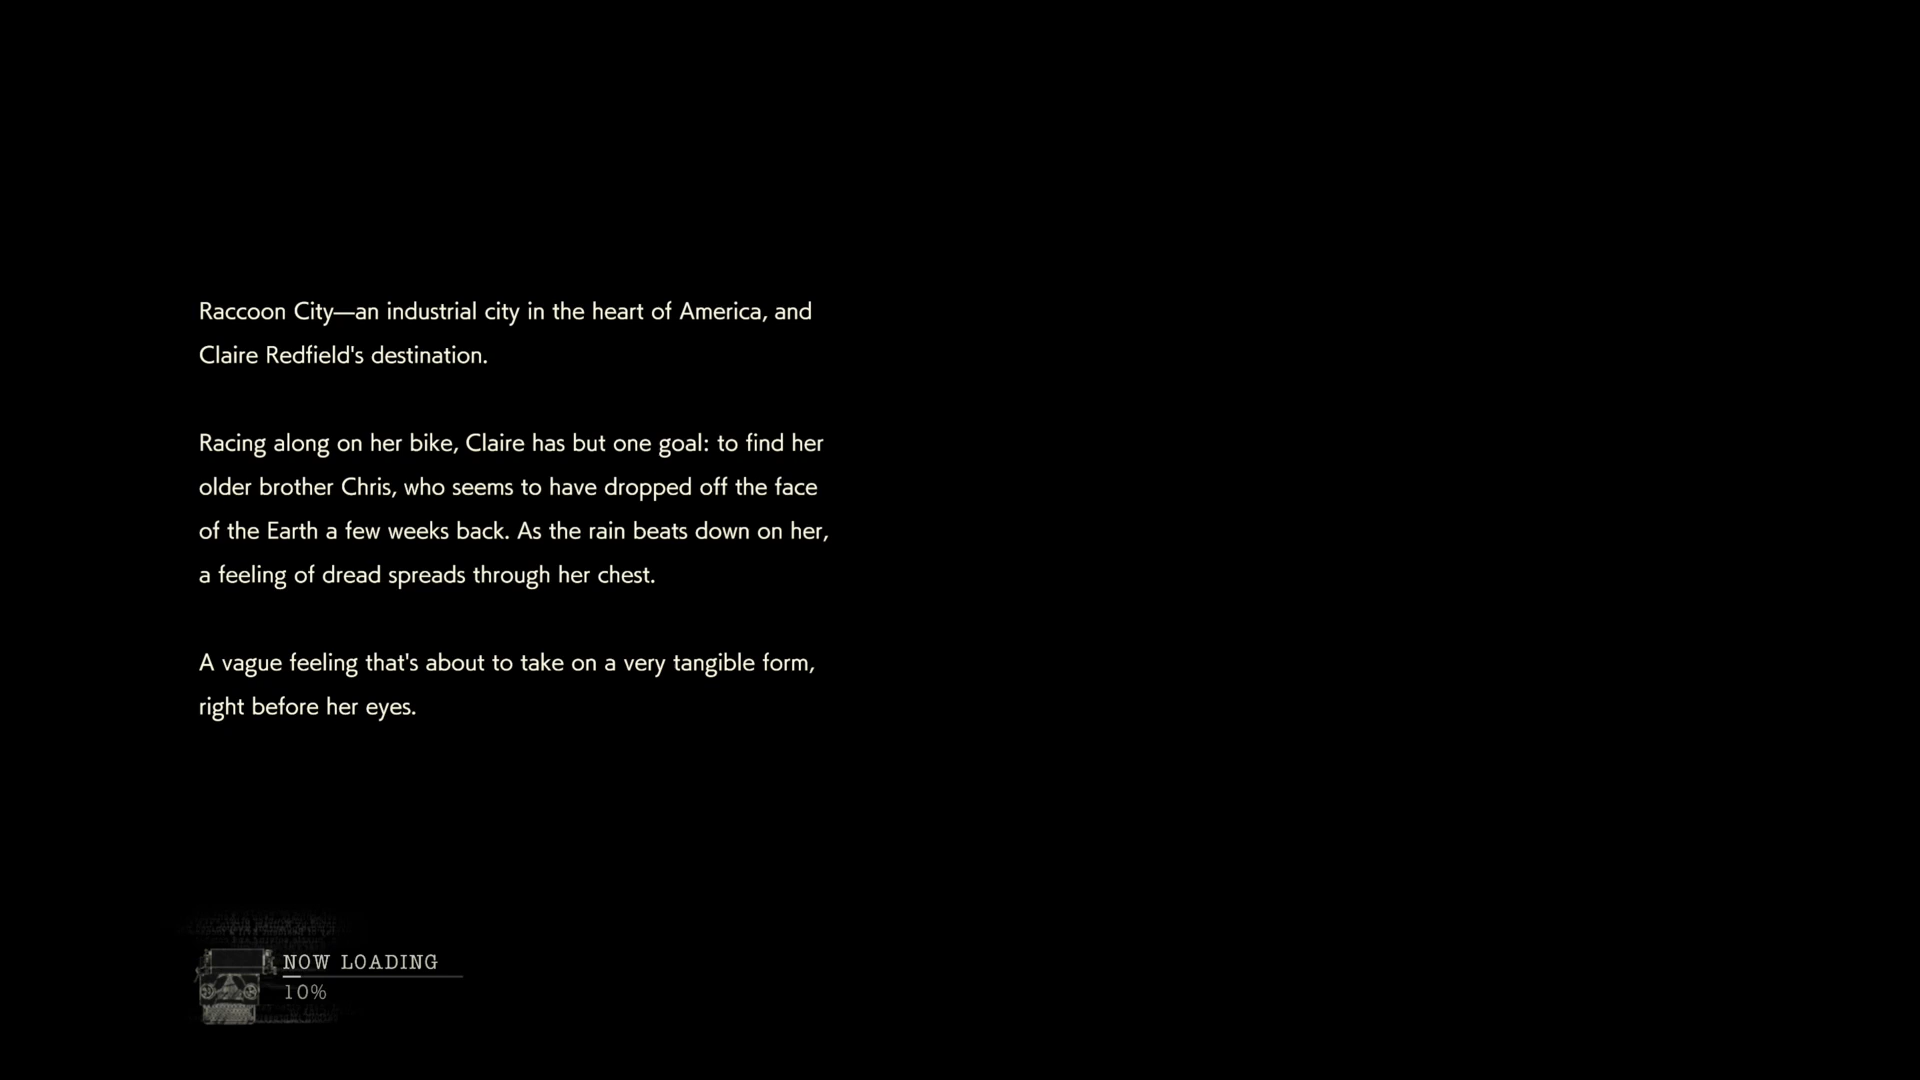 Raccoon City—an industrial city in the heart of America, and
Claire Redfield's destination.
Racing along on her bike, Claire has but one goal: to find her
older brother Chris, who seems to have dropped off the face
of the Earth a few weeks back. As the rain beats down on her,
a feeling of dread spreads through her chest.
A vague feeling that's about to take on a very tangible form,
right before her eyes.
NOW LOADING
10%